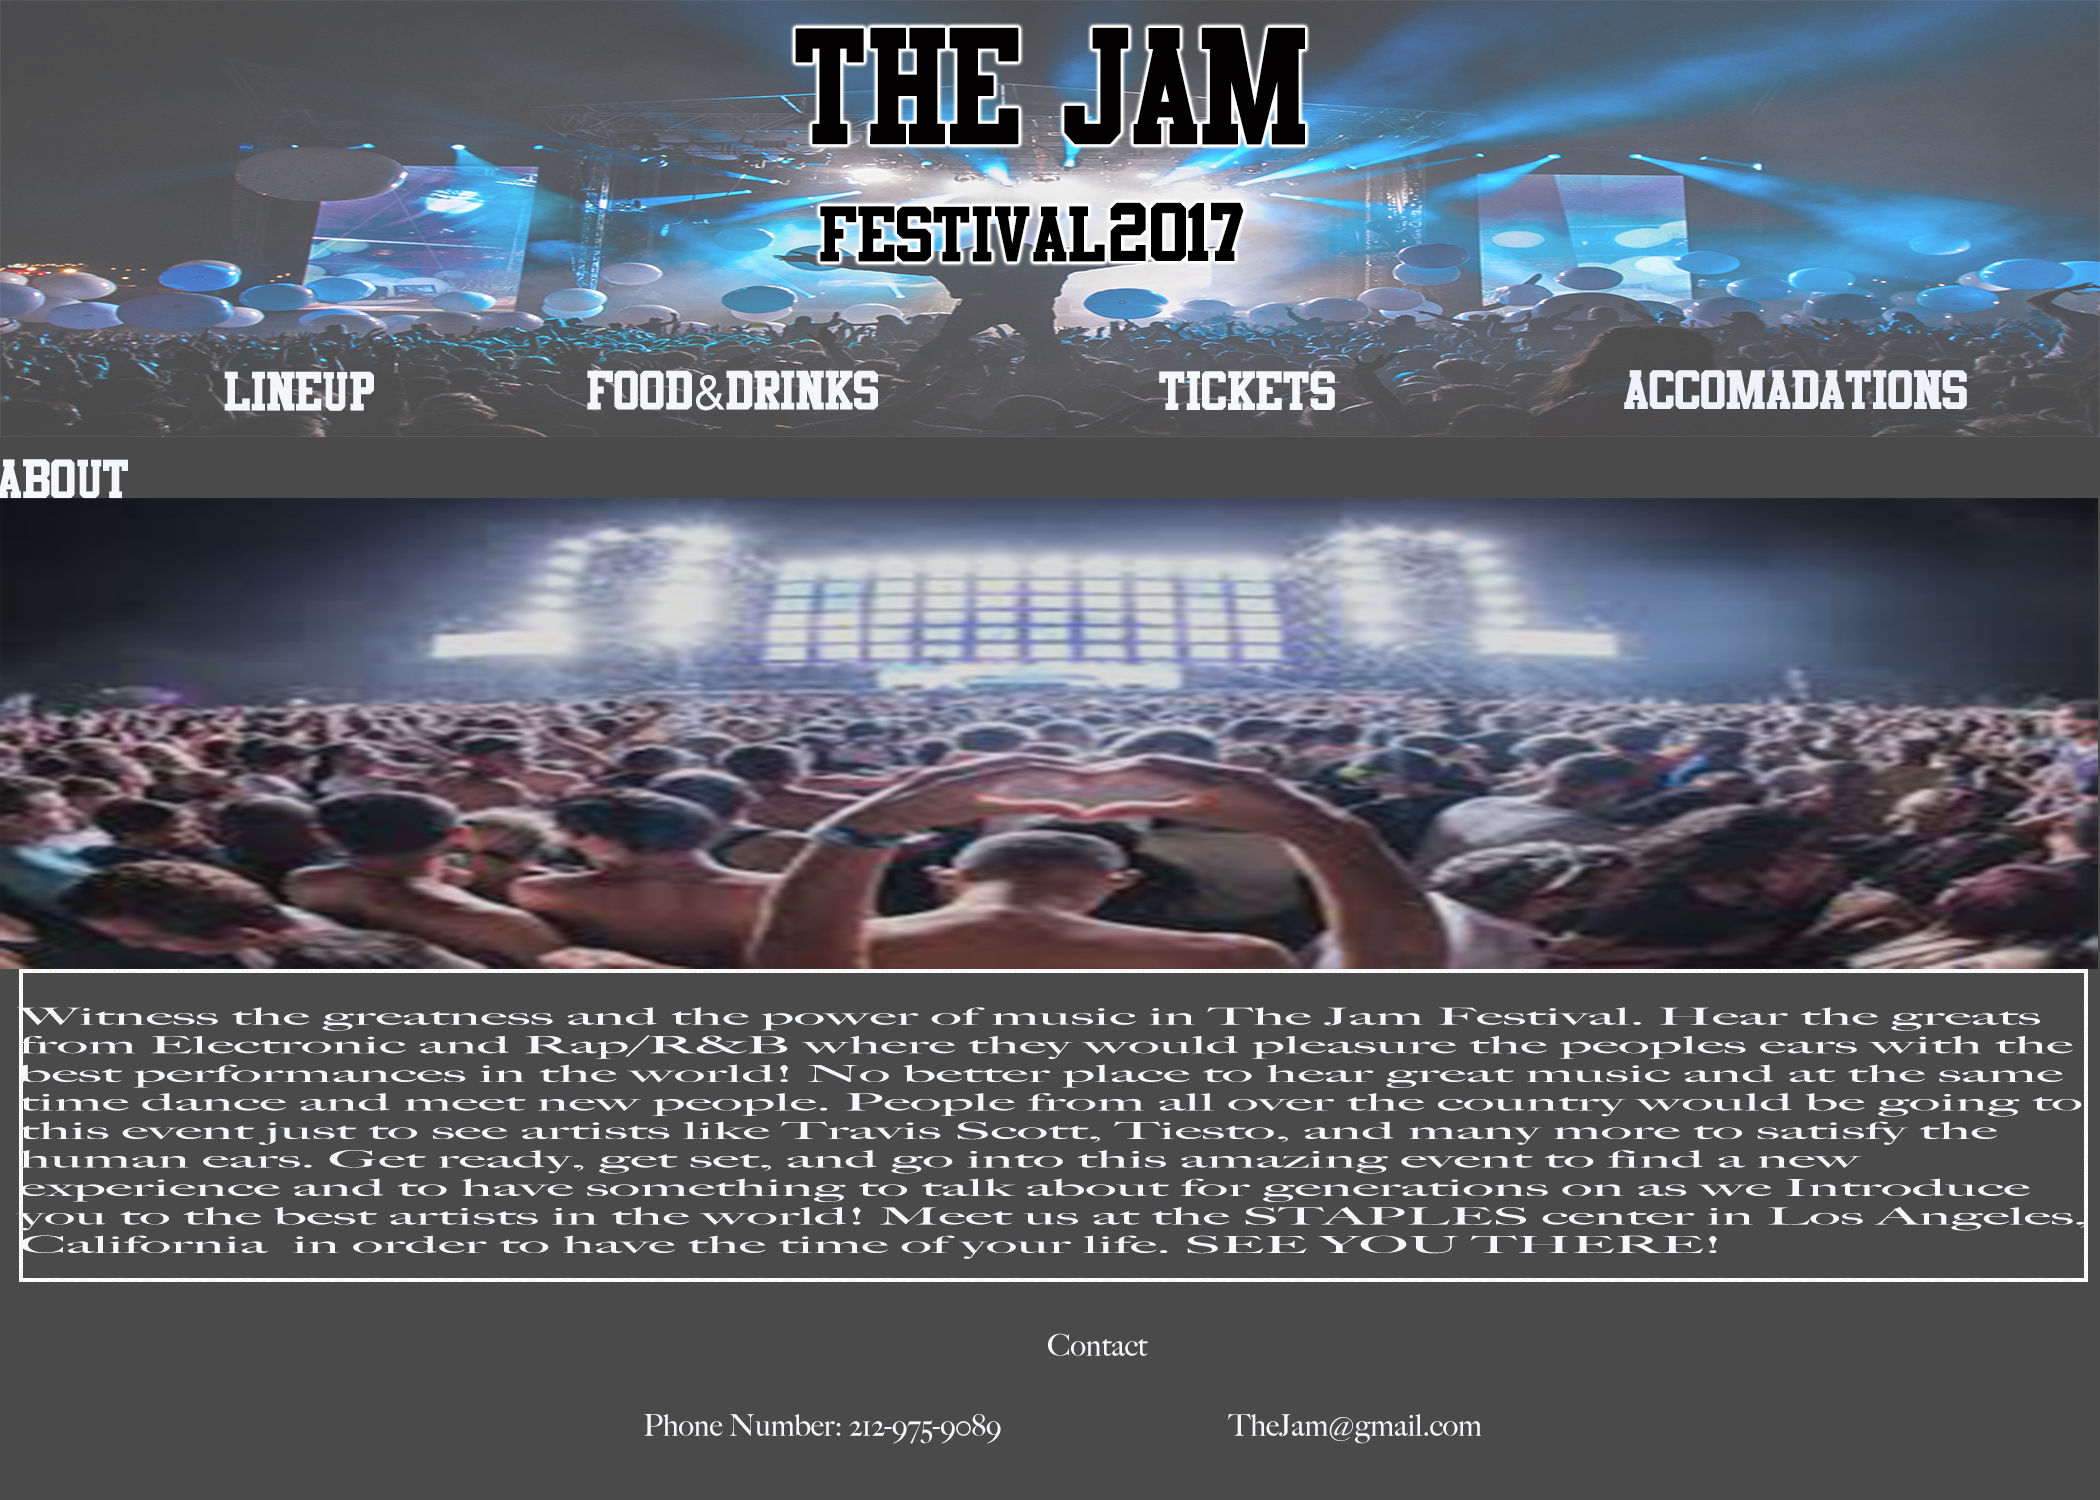 THE JAM
FESTIVAL2017
LINEUP FOOD&DRINKS TICKETS ACCOMADATIONS
ABOUT
Witness the greatness and the power of music in The Jam Festival. Hear the greats
from Electronic and Rap/R&B where they would pleasure the peoples ears with the
best performances in the world! No better place to hear great music and at the same
time dance and meet new people. People from all over the country would be going to
this event just to see artists like Travis Scott, Tiesto, and many more to satisfy the
human ears. Get ready, get set, and go into this amazing event to find a new
experience and to have something to talk about for generations on as we Introduce
you to the best artists in the world! Meet us at the STAPLES center in Los Angeles,
California  in order to have the time of your life. SEE YOU THERE!
Contact
Phone Number: 212-975-9089 TheJam@gmail.com